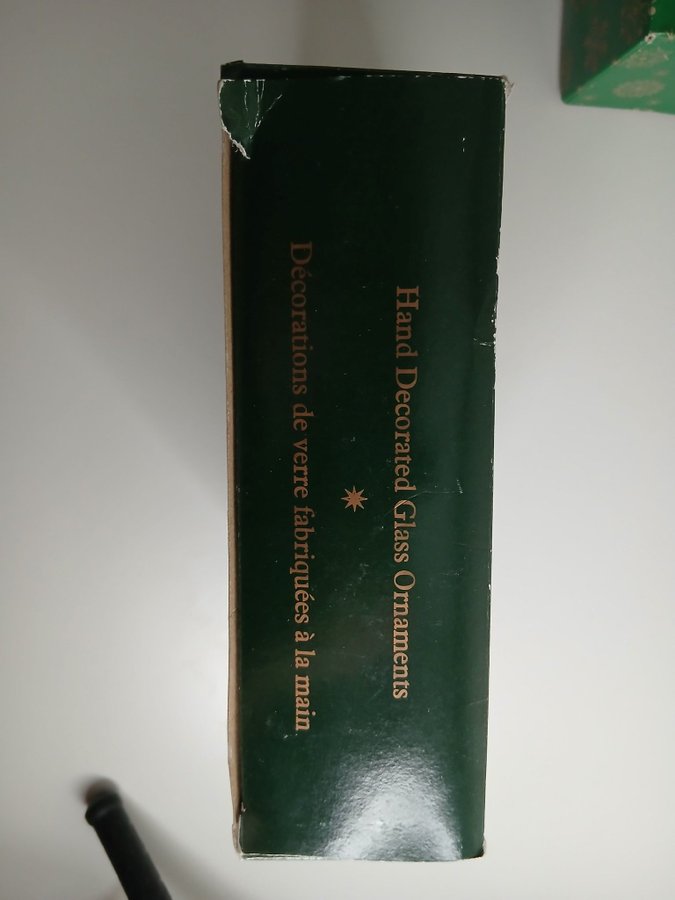 Hand Decorated Glass Ornaments
Décorations de verre fabriquées à la main